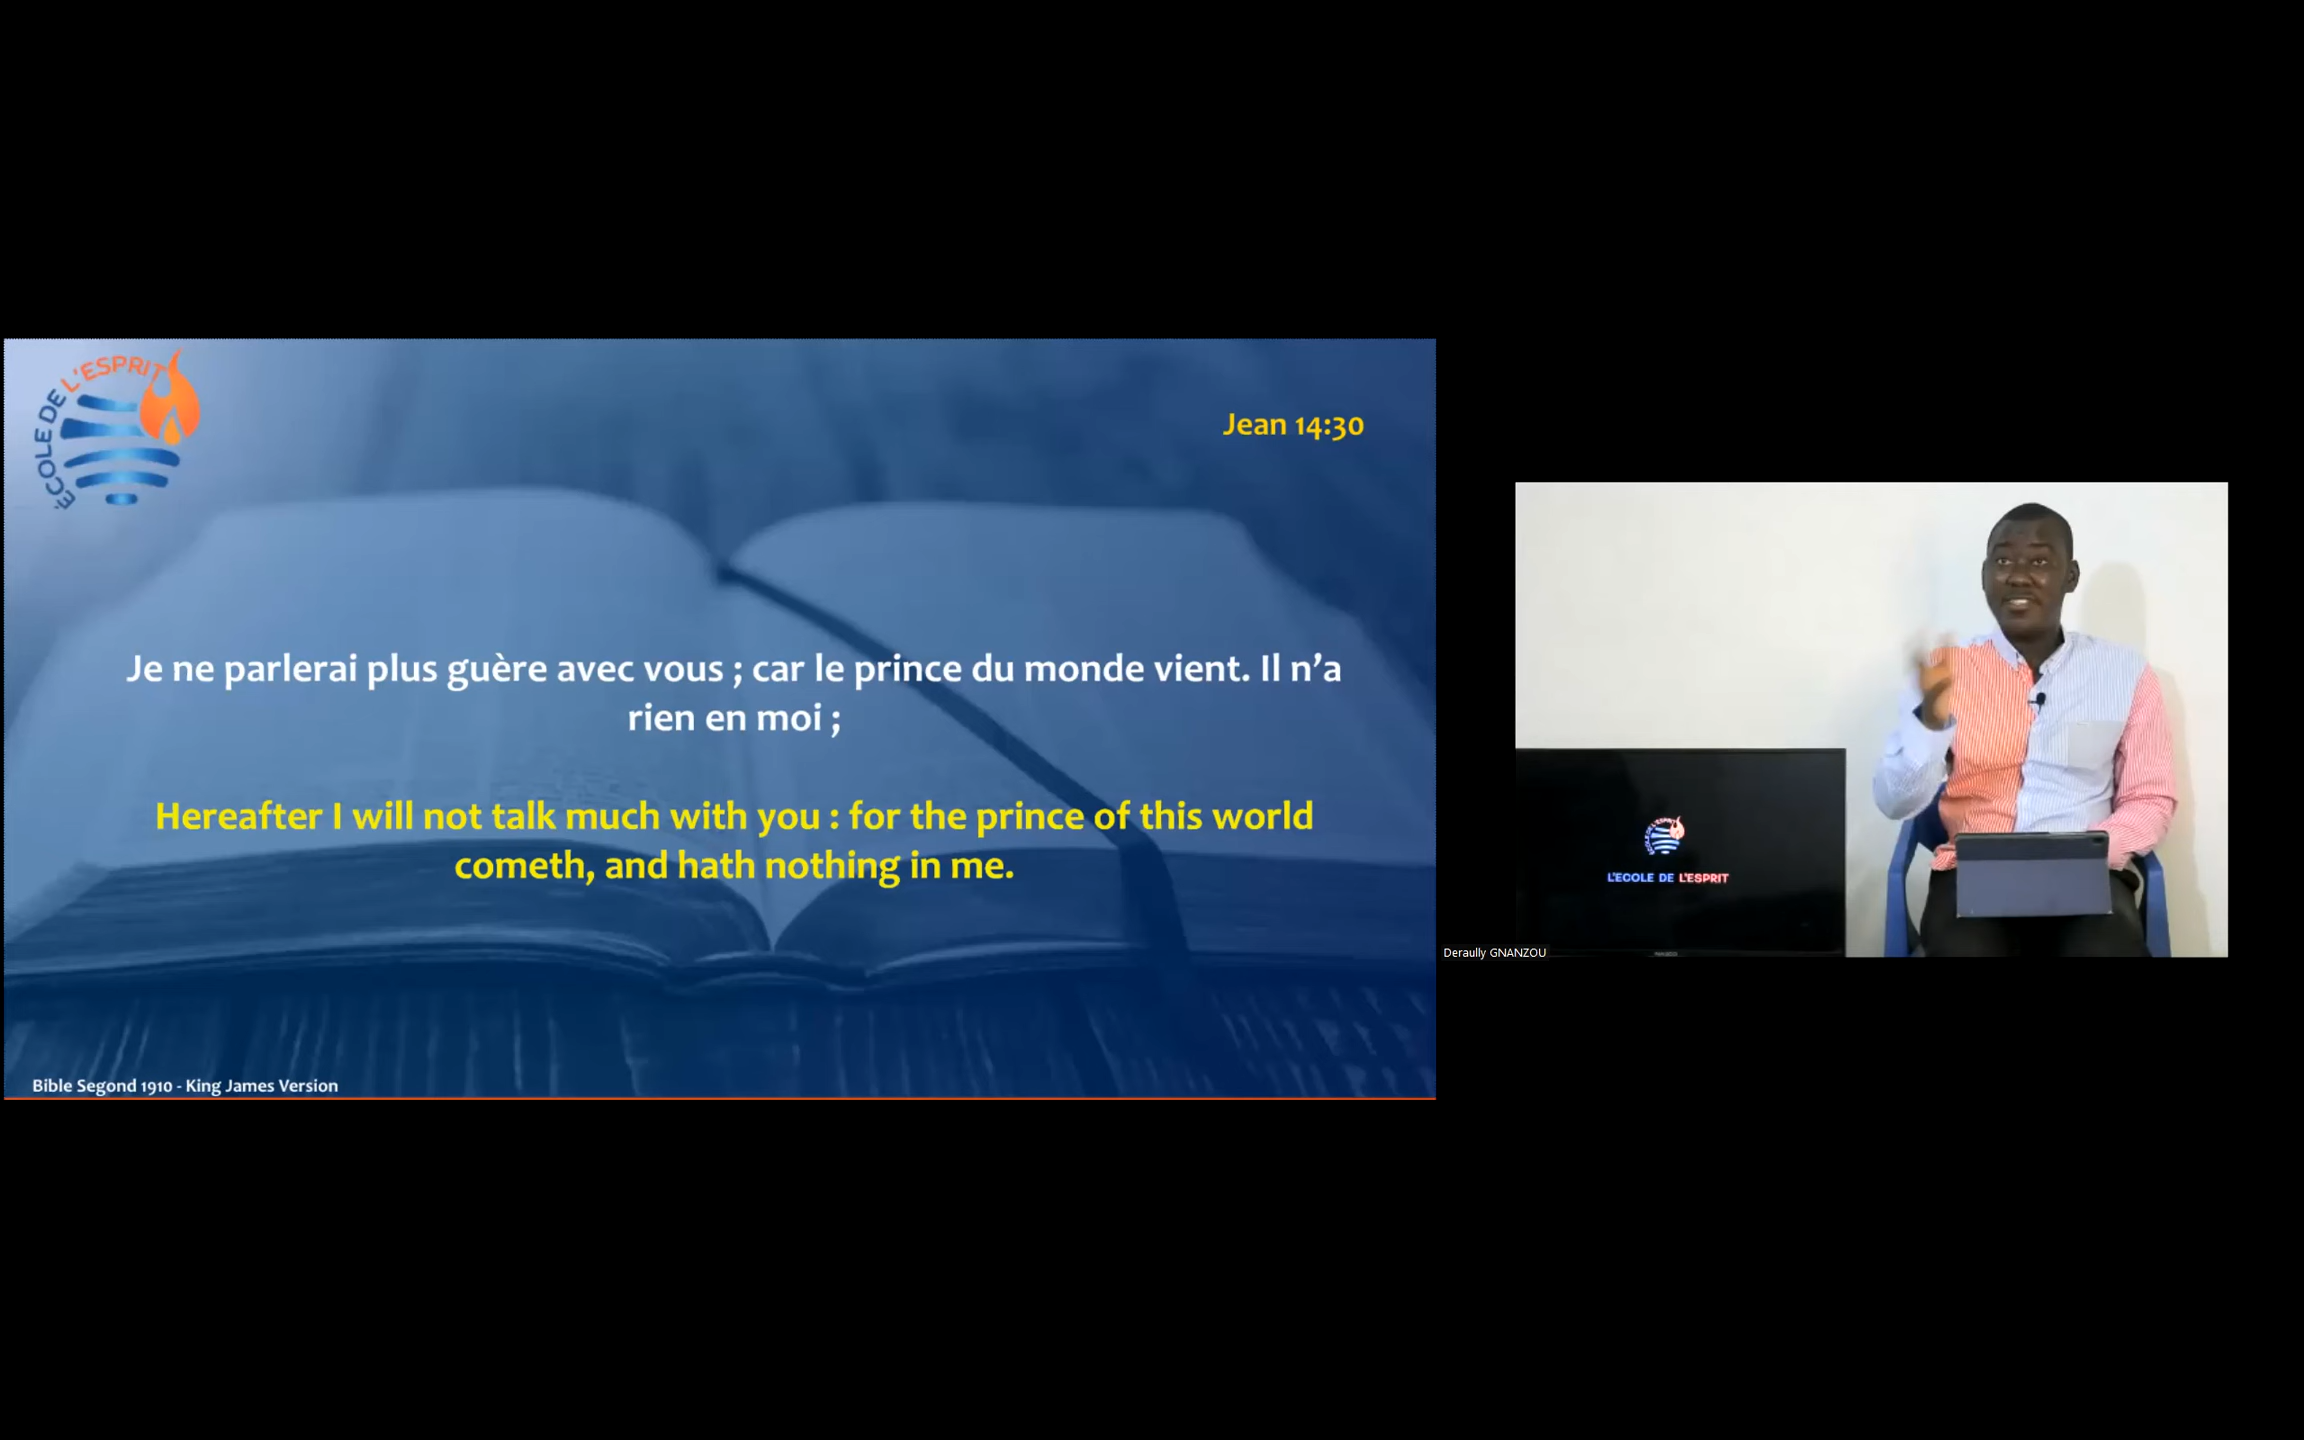 L'ÉCOLE DE L'ESPRIT
Jean 14:30
Je ne parlerai plus guère avec vous ; car le prince du monde vient. Il n’a
rien en moi ;
Hereafter I will not talk much with you : for the prince of this world
cometh, and hath nothing in me.
Bible Segond 1910 - King James Version
L'ECOLE DE L'ESPRIT
Deraully GNANZOU